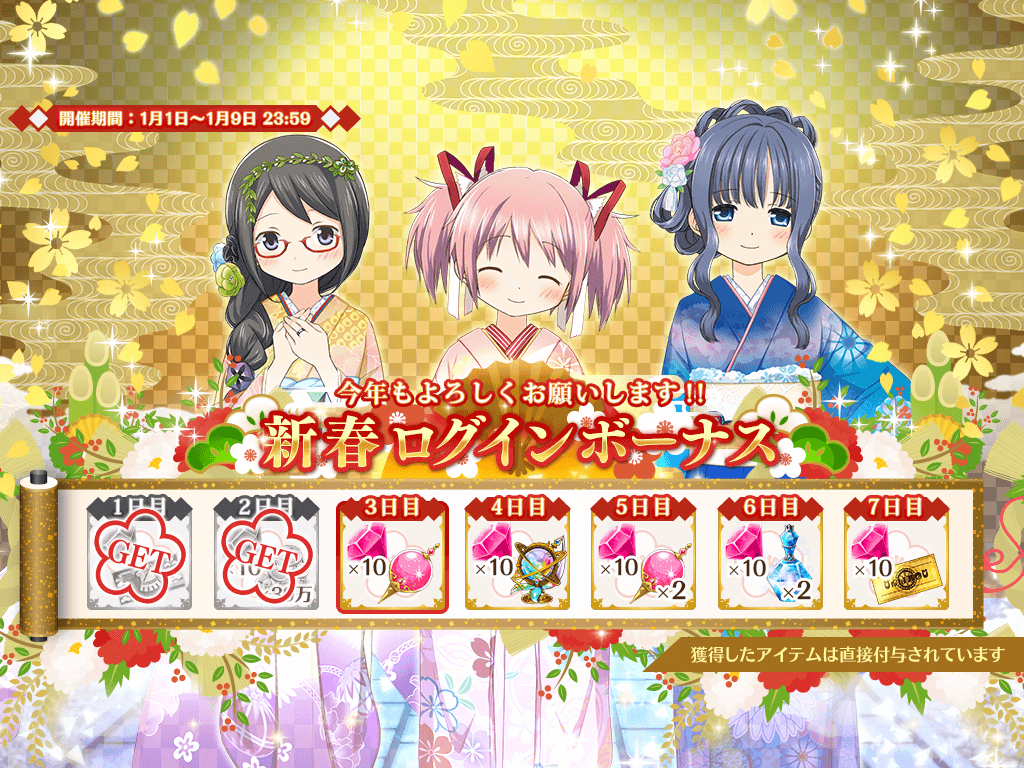 開催期間：1月1日〜1月9日 23:59
今年もよろしくお願いします!!
新春ログインボーナス
1日目 2日目 3日目 4日目 5日目 6日目 7日目
GET GET ×10 ×10 ×10 ×10 ×10
万 ×2 ×2
獲得したアイテムは直接付与されています